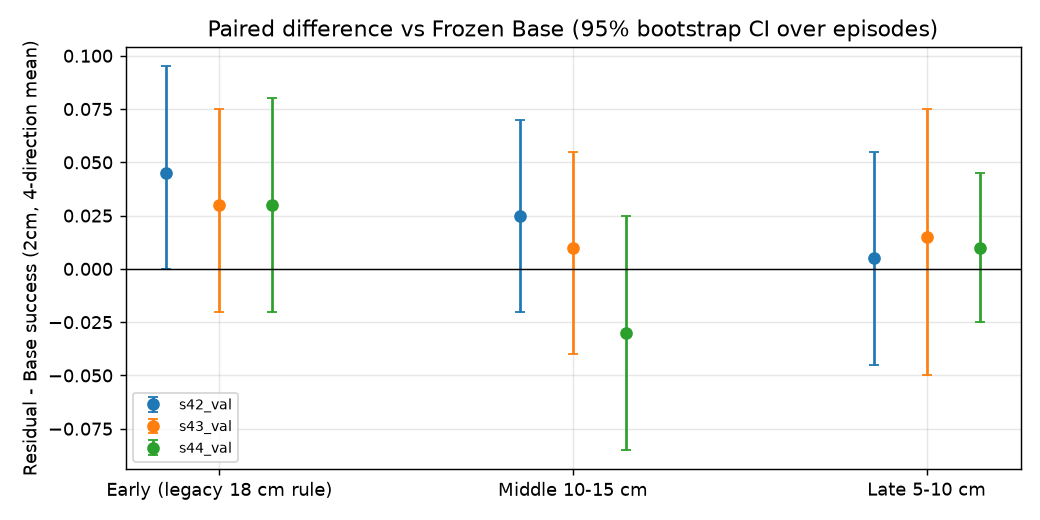 Paired difference vs Frozen Base (95% bootstrap CI over episodes)
Residual - Base success (2cm, 4-direction mean)
0.100
0.075
0.050
0.025
0.000
−0.025
−0.050
−0.075
s42_val
s43_val
s44_val
Early (legacy 18 cm rule)
Middle 10-15 cm
Late 5-10 cm